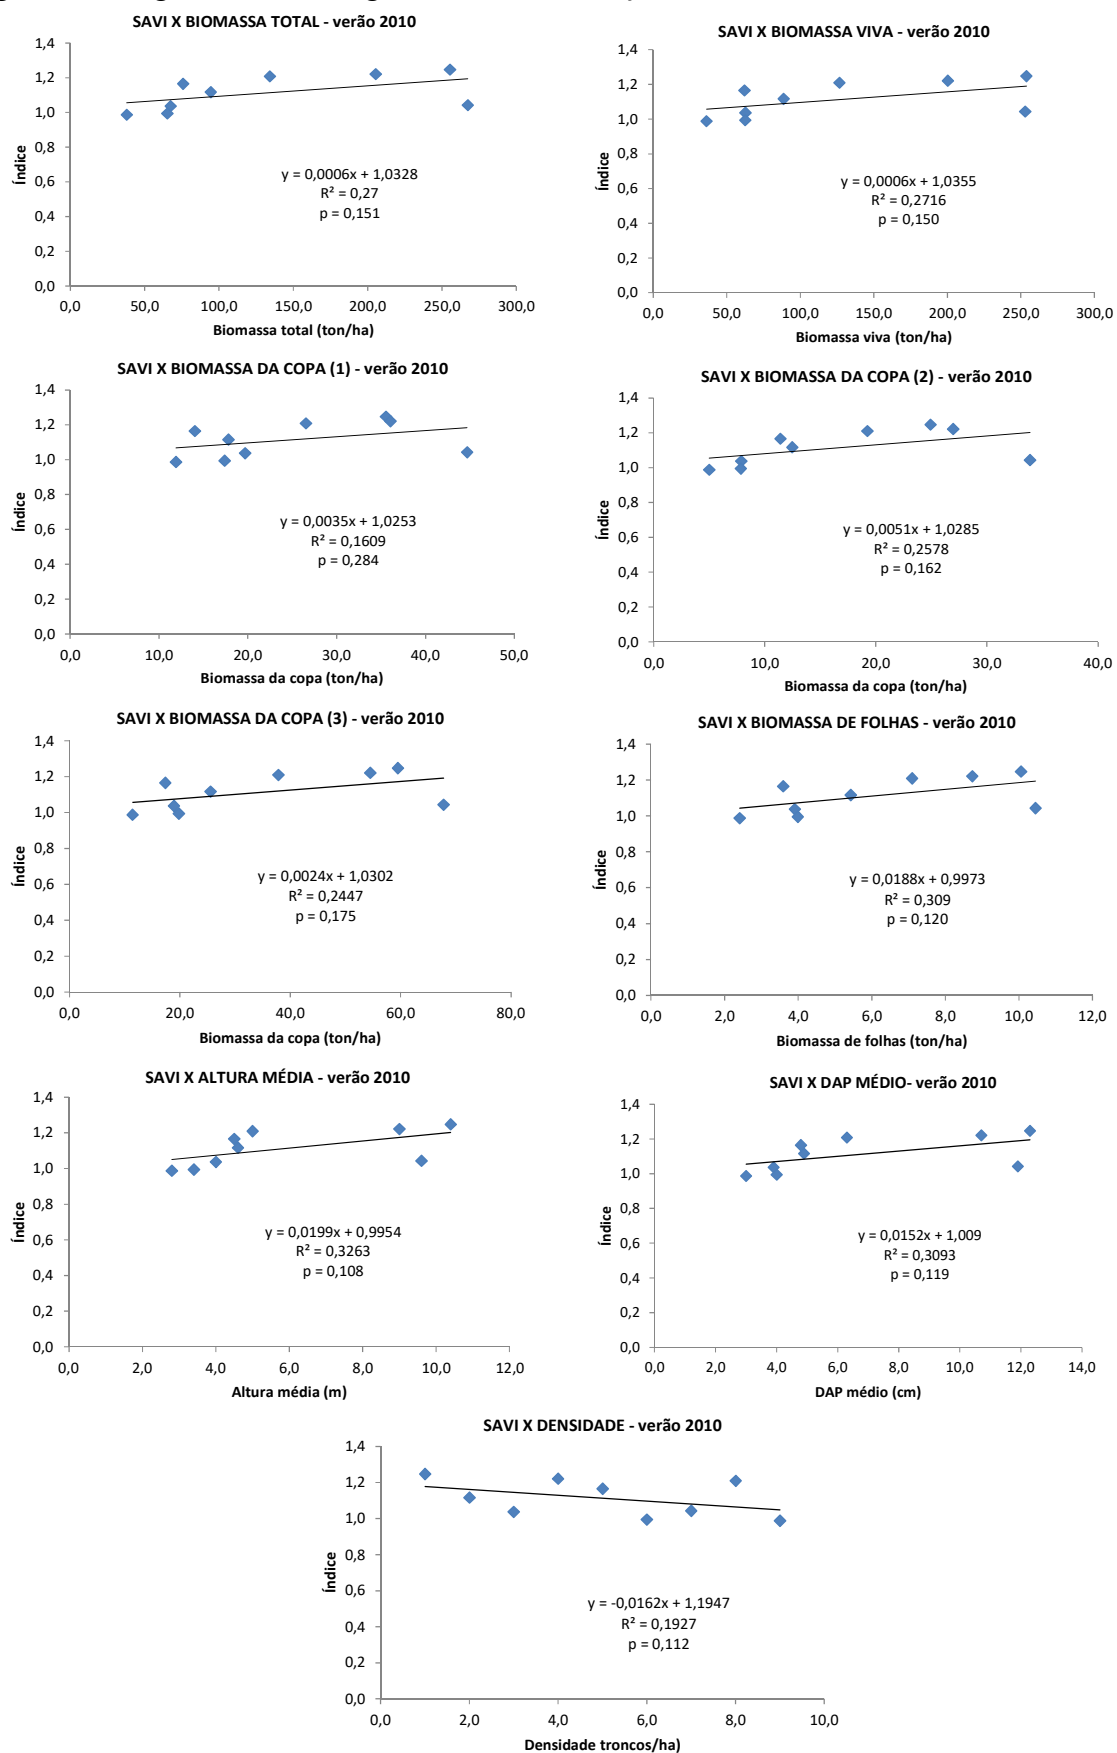 SAVI X BIOMASSA TOTAL - verão 2010
1,4
1,2
1,0
0,8
0,6
0,4
0,2
0,0
Índice
y = 0,0006x + 1,0328
R² = 0,27
p = 0,151
0,0 50,0 100,0 150,0 200,0 250,0 300,0
Biomassa total (ton/ha)
SAVI X BIOMASSA VIVA - verão 2010
1,4
1,2
1,0
0,8
0,6
0,4
0,2
0,0
Índice
y = 0,0006x + 1,0355
R² = 0,2716
p = 0,150
0,0 50,0 100,0 150,0 200,0 250,0 300,0
Biomassa viva (ton/ha)
SAVI X BIOMASSA DA COPA (1) - verão 2010
1,4
1,2
1,0
0,8
0,6
0,4
0,2
0,0
Índice
y = 0,0035x + 1,0253
R² = 0,1609
p = 0,284
0,0 10,0 20,0 30,0 40,0 50,0
Biomassa da copa (ton/ha)
SAVI X BIOMASSA DA COPA (2) - verão 2010
1,4
1,2
1,0
0,8
0,6
0,4
0,2
0,0
Índice
y = 0,0051x + 1,0285
R² = 0,2578
p = 0,162
0,0 10,0 20,0 30,0 40,0
Biomassa da copa (ton/ha)
SAVI X BIOMASSA DA COPA (3) - verão 2010
1,4
1,2
1,0
0,8
0,6
0,4
0,2
0,0
Índice
y = 0,0024x + 1,0302
R² = 0,2447
p = 0,175
0,0 20,0 40,0 60,0 80,0
Biomassa da copa (ton/ha)
SAVI X BIOMASSA DE FOLHAS - verão 2010
1,4
1,2
1,0
0,8
0,6
0,4
0,2
0,0
Índice
y = 0,0188x + 0,9973
R² = 0,309
p = 0,120
0,0 2,0 4,0 6,0 8,0 10,0 12,0
Biomassa de folhas (ton/ha)
SAVI X ALTURA MÉDIA - verão 2010
1,4
1,2
1,0
0,8
0,6
0,4
0,2
0,0
Índice
y = 0,0199x + 0,9954
R² = 0,3263
p = 0,108
0,0 2,0 4,0 6,0 8,0 10,0 12,0
Altura média (m)
SAVI X DAP MÉDIO- verão 2010
1,4
1,2
1,0
0,8
0,6
0,4
0,2
0,0
Índice
y = 0,0152x + 1,009
R² = 0,3093
p = 0,119
0,0 2,0 4,0 6,0 8,0 10,0 12,0 14,0
DAP médio (cm)
SAVI X DENSIDADE - verão 2010
1,4
1,2
1,0
0,8
0,6
0,4
0,2
0,0
Índice
y = -0,0162x + 1,1947
R² = 0,1927
p = 0,112
0,0 2,0 4,0 6,0 8,0 10,0
Densidade troncos/ha)